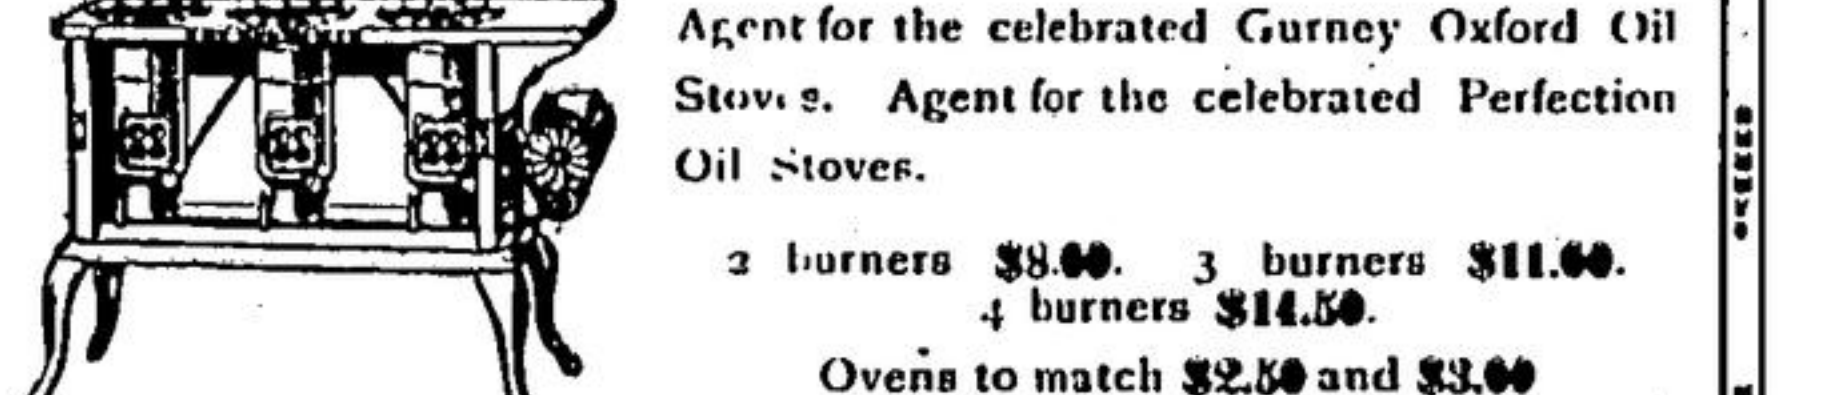 Agent for the celebrated Gurney Oxford Oil
Stoves. Agent for the celebrated Perfection
Oil Stoves.
2 burners $8.00. 3 burners $11.00.
4 burners $14.50.
Ovens to match $2.50 and $3.00